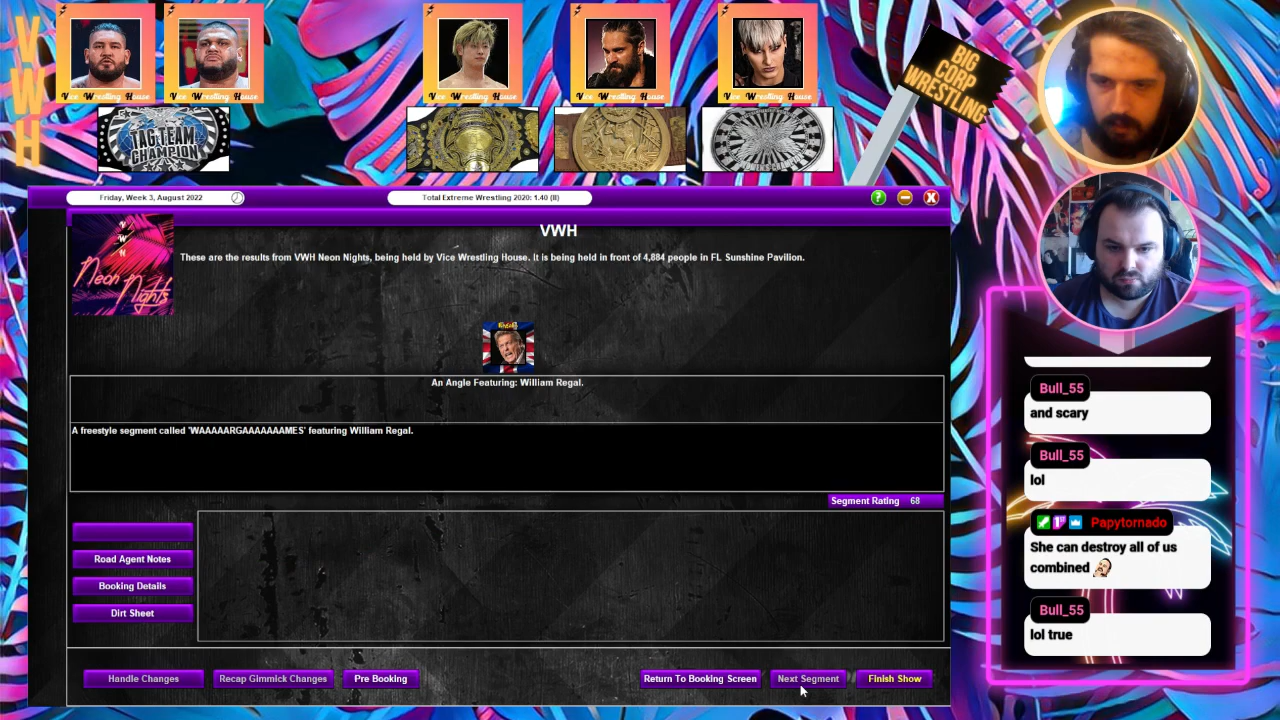 VWH
Vice Wrestling House
Vice Wrestling House
Vice Wrestling House
Vice Wrestling House
Vice Wrestling House
TAG TEAM
CHAMPION
BIG
CORP
WRESTLING
Friday, Week 3, August 2022
Total Extreme Wrestling 2020: 1.40 (8)
VWH
Neon
Nights
These are the results from VWH Neon Nights, being held by Vice Wrestling House. It is being held in front of 4,884 people in FL Sunshine Pavilion.
An Angle Featuring: William Regal.
A freestyle segment called 'WAAAAARGAAAAAAAMES' featuring William Regal.
Segment Rating 68
Road Agent Notes
Booking Details
Dirt Sheet
Handle Changes
Recap Gimmick Changes
Pre Booking
Return To Booking Screen
Next Segment
Finish Show
Bull_55
and scary
Bull_55
lol
Papytornado
She can destroy all of us
combined
Bull_55
lol true